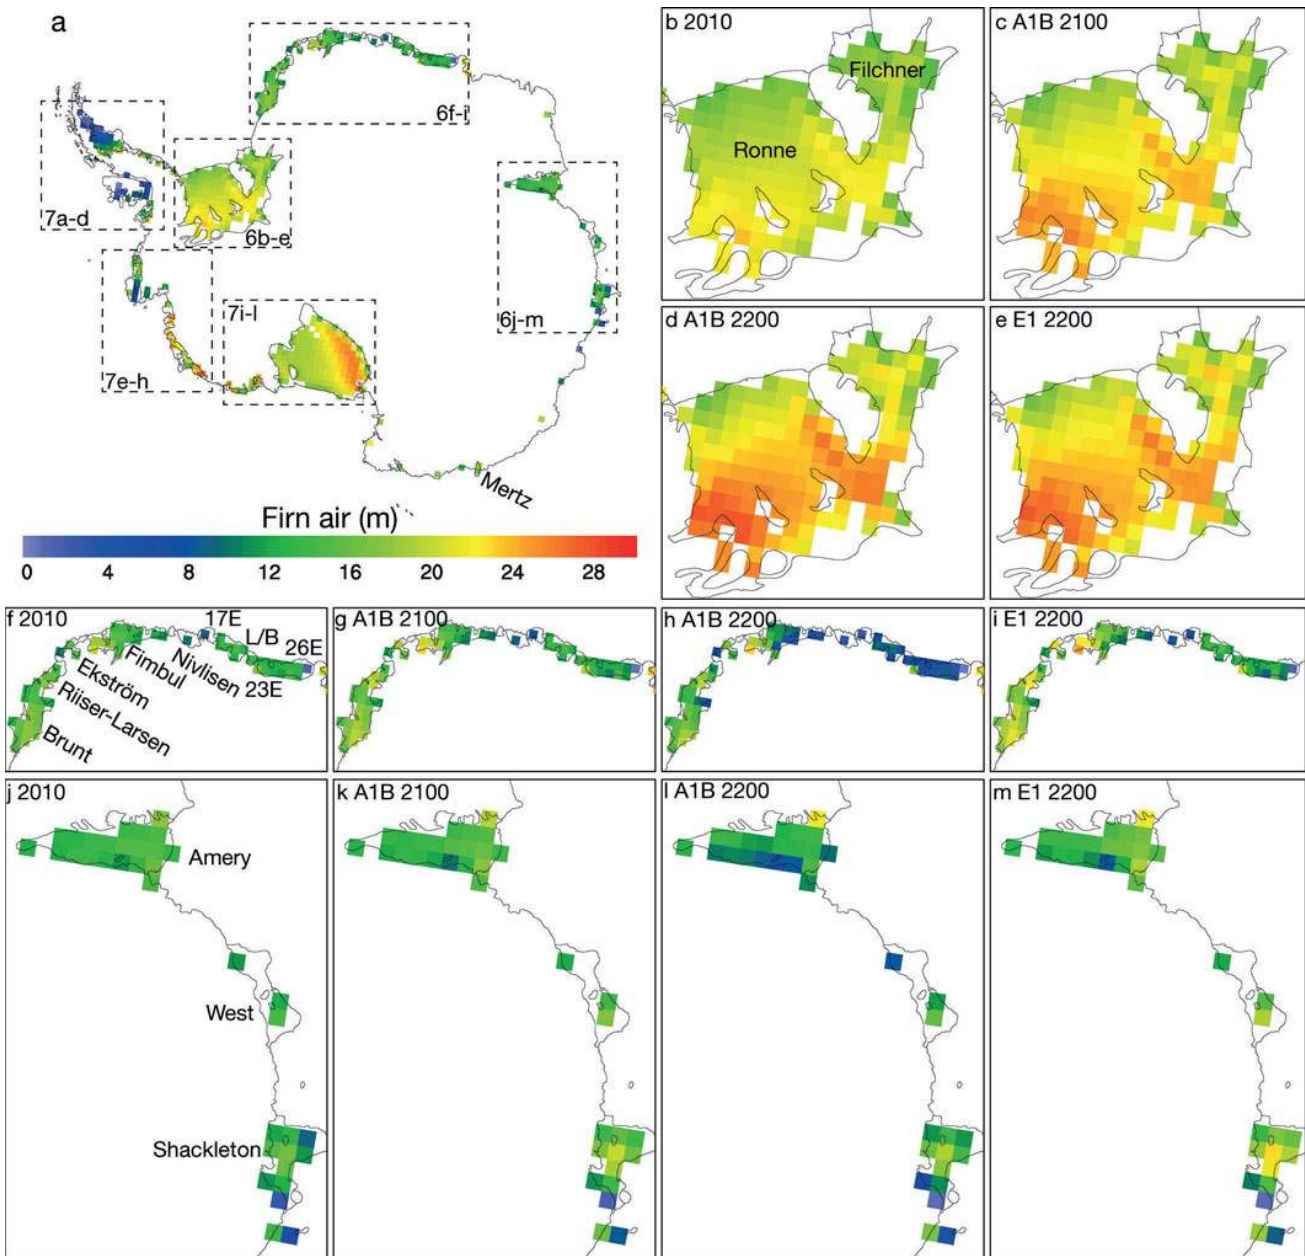 a
6f-i
7a-d
6b-e
7e-h
7i-l
6j-m
Mertz
Firn air (m)
0 4 8 12 16 20 24 28
b 2010
Filchner
Ronne
c A1B 2100
d A1B 2200
e E1 2200
f 2010
17E
L/B
26E
Fimbul
Nivlisen
23E
Ekström
Riiser-Larsen
Brunt
g A1B 2100
h A1B 2200
i E1 2200
j 2010
Amery
West
Shackleton
k A1B 2100
l A1B 2200
m E1 2200